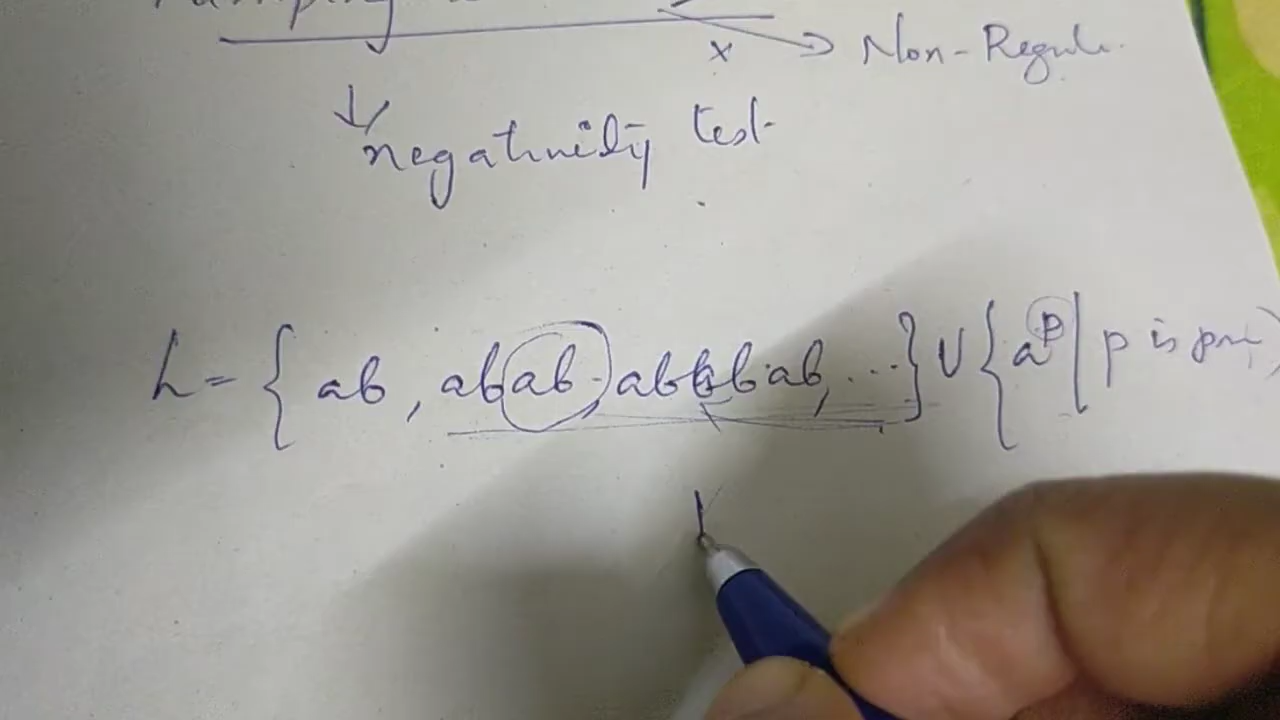 x Non-Regul
negativity test
L = { ab, abab, ababab, ... } U { a^p | p is pri